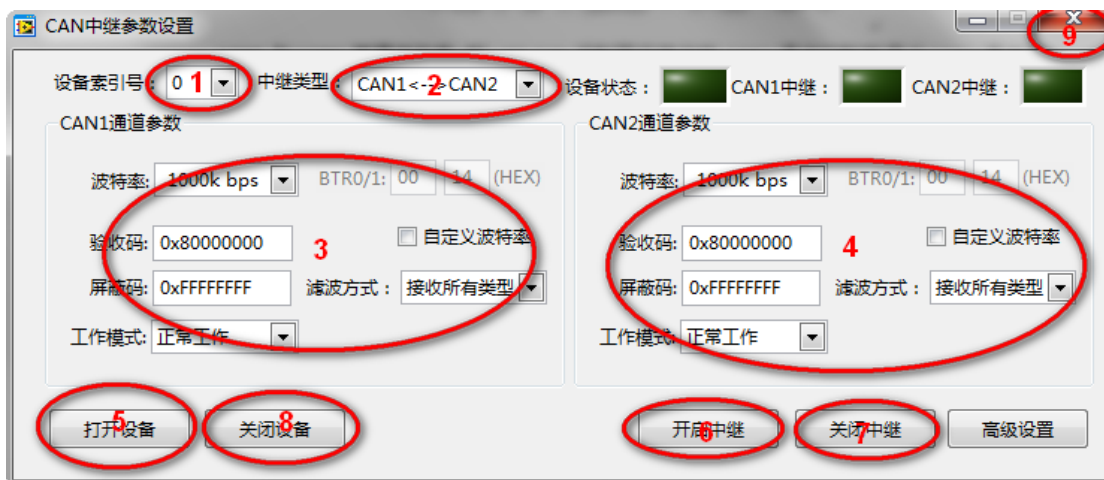 CAN中继参数设置
9
设备索引号： 0 1 中继类型： CAN1<-2>CAN2 设备状态： CAN1中继： CAN2中继：
CAN1通道参数 CAN2通道参数
波特率: 1000k bps BTR0/1: 00 14 (HEX) 波特率: 1000k bps BTR0/1: 00 14 (HEX)
验收码: 0x80000000 3 自定义波特率 验收码: 0x80000000 4 自定义波特率
屏蔽码: 0xFFFFFFFF 滤波方式： 接收所有类型 屏蔽码: 0xFFFFFFFF 滤波方式： 接收所有类型
工作模式: 正常工作 工作模式: 正常工作
打开设备 5 关闭设备 8 开启中继 6 关闭中继 7 高级设置